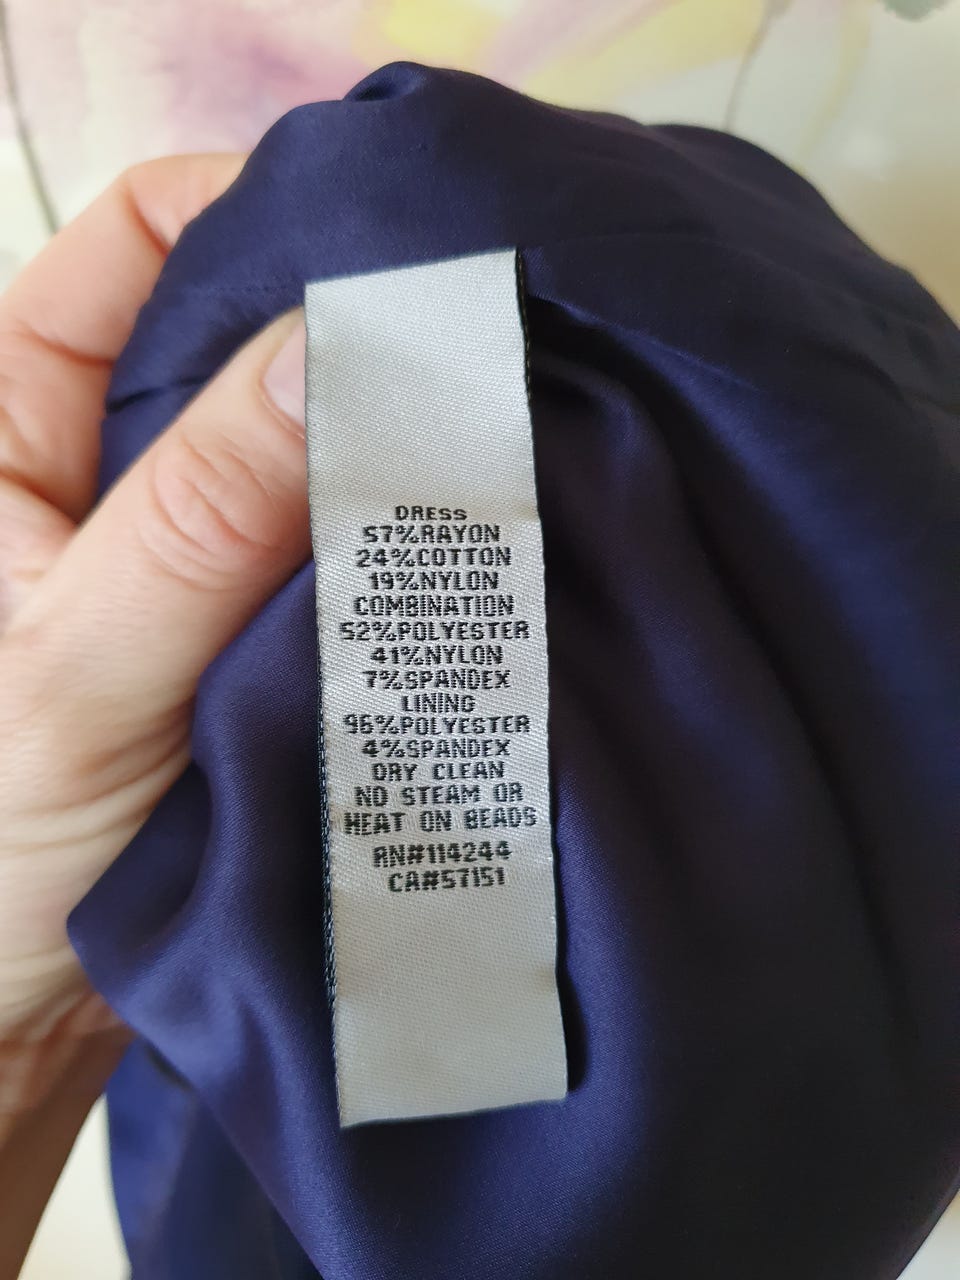 DRESS
57%RAYON
24%COTTON
19%NYLON
COMBINATION
52%POLYESTER
41%NYLON
7%SPANDEX
LINING
96%POLYESTER
4%SPANDEX
DRY CLEAN
NO STEAM OR
HEAT ON BEADS
RN#114244
CA#57151